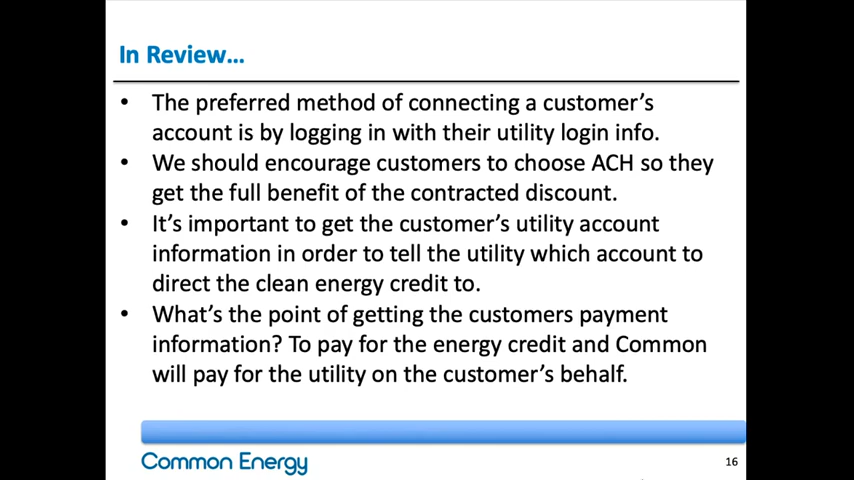 In Review...
• The preferred method of connecting a customer's
account is by logging in with their utility login info.
• We should encourage customers to choose ACH so they
get the full benefit of the contracted discount.
• It's important to get the customer's utility account
information in order to tell the utility which account to
direct the clean energy credit to.
• What's the point of getting the customers payment
information? To pay for the energy credit and Common
will pay for the utility on the customer's behalf.
Common Energy
16